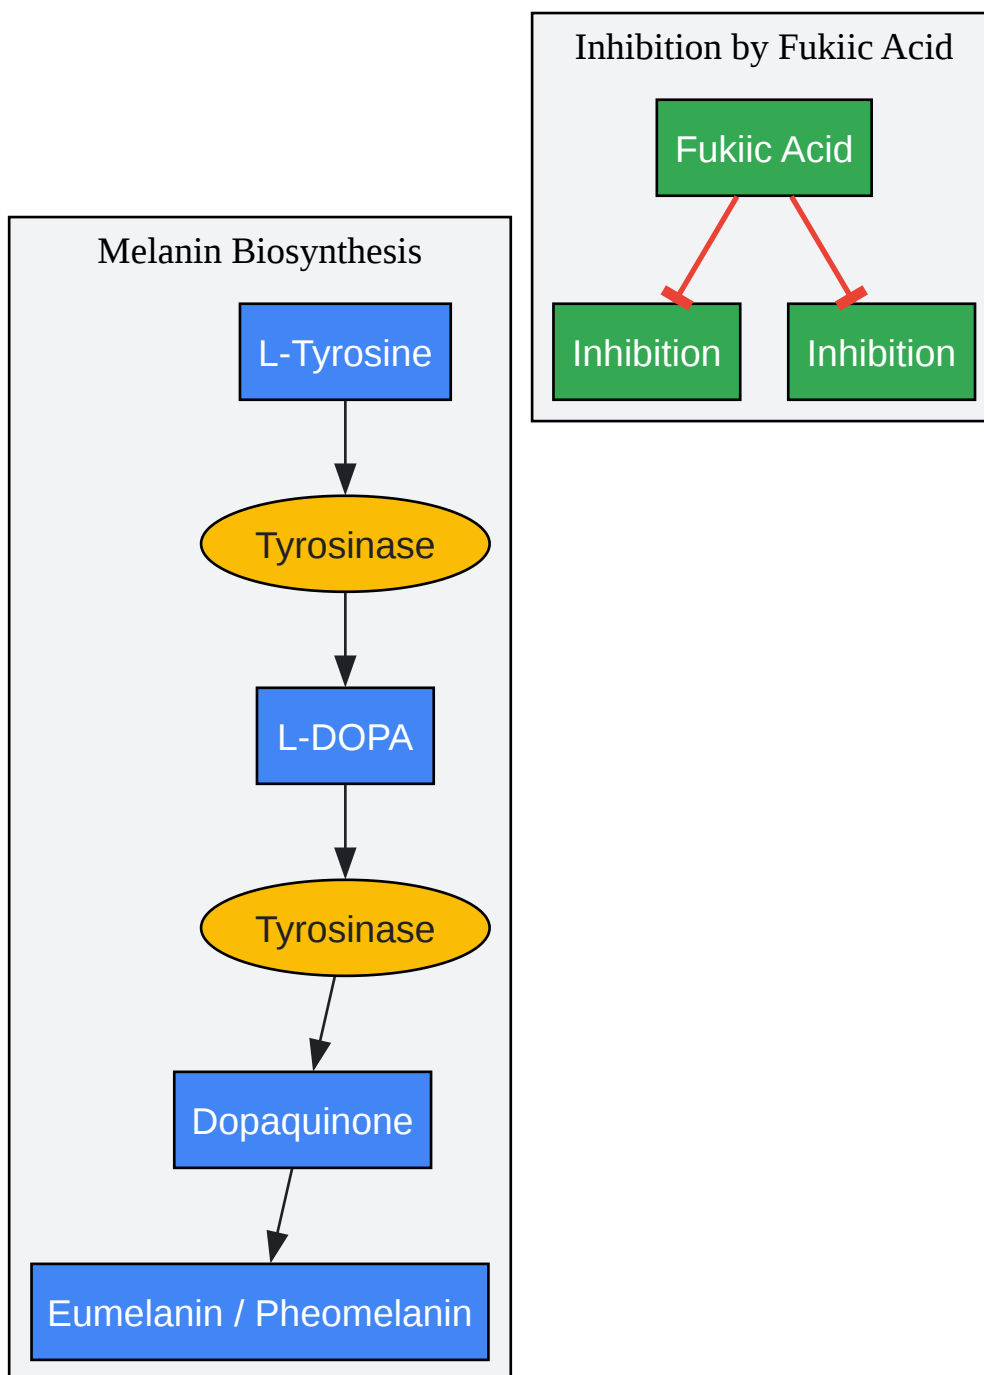 Inhibition by Fukiic Acid
Fukiic Acid
Inhibition
Inhibition
Melanin Biosynthesis
L-Tyrosine
Tyrosinase
L-DOPA
Tyrosinase
Dopaquinone
Eumelanin / Pheomelanin